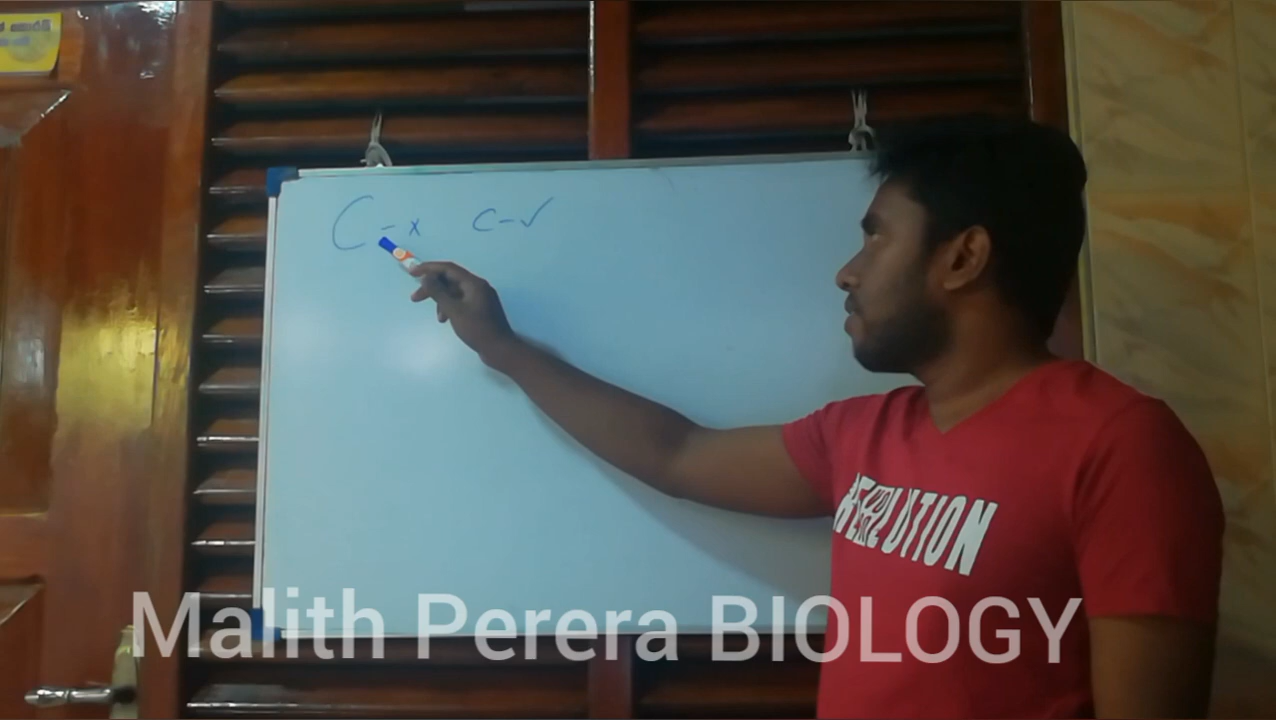 C - x   c - ✓
REVOLUTION
Malith Perera BIOLOGY